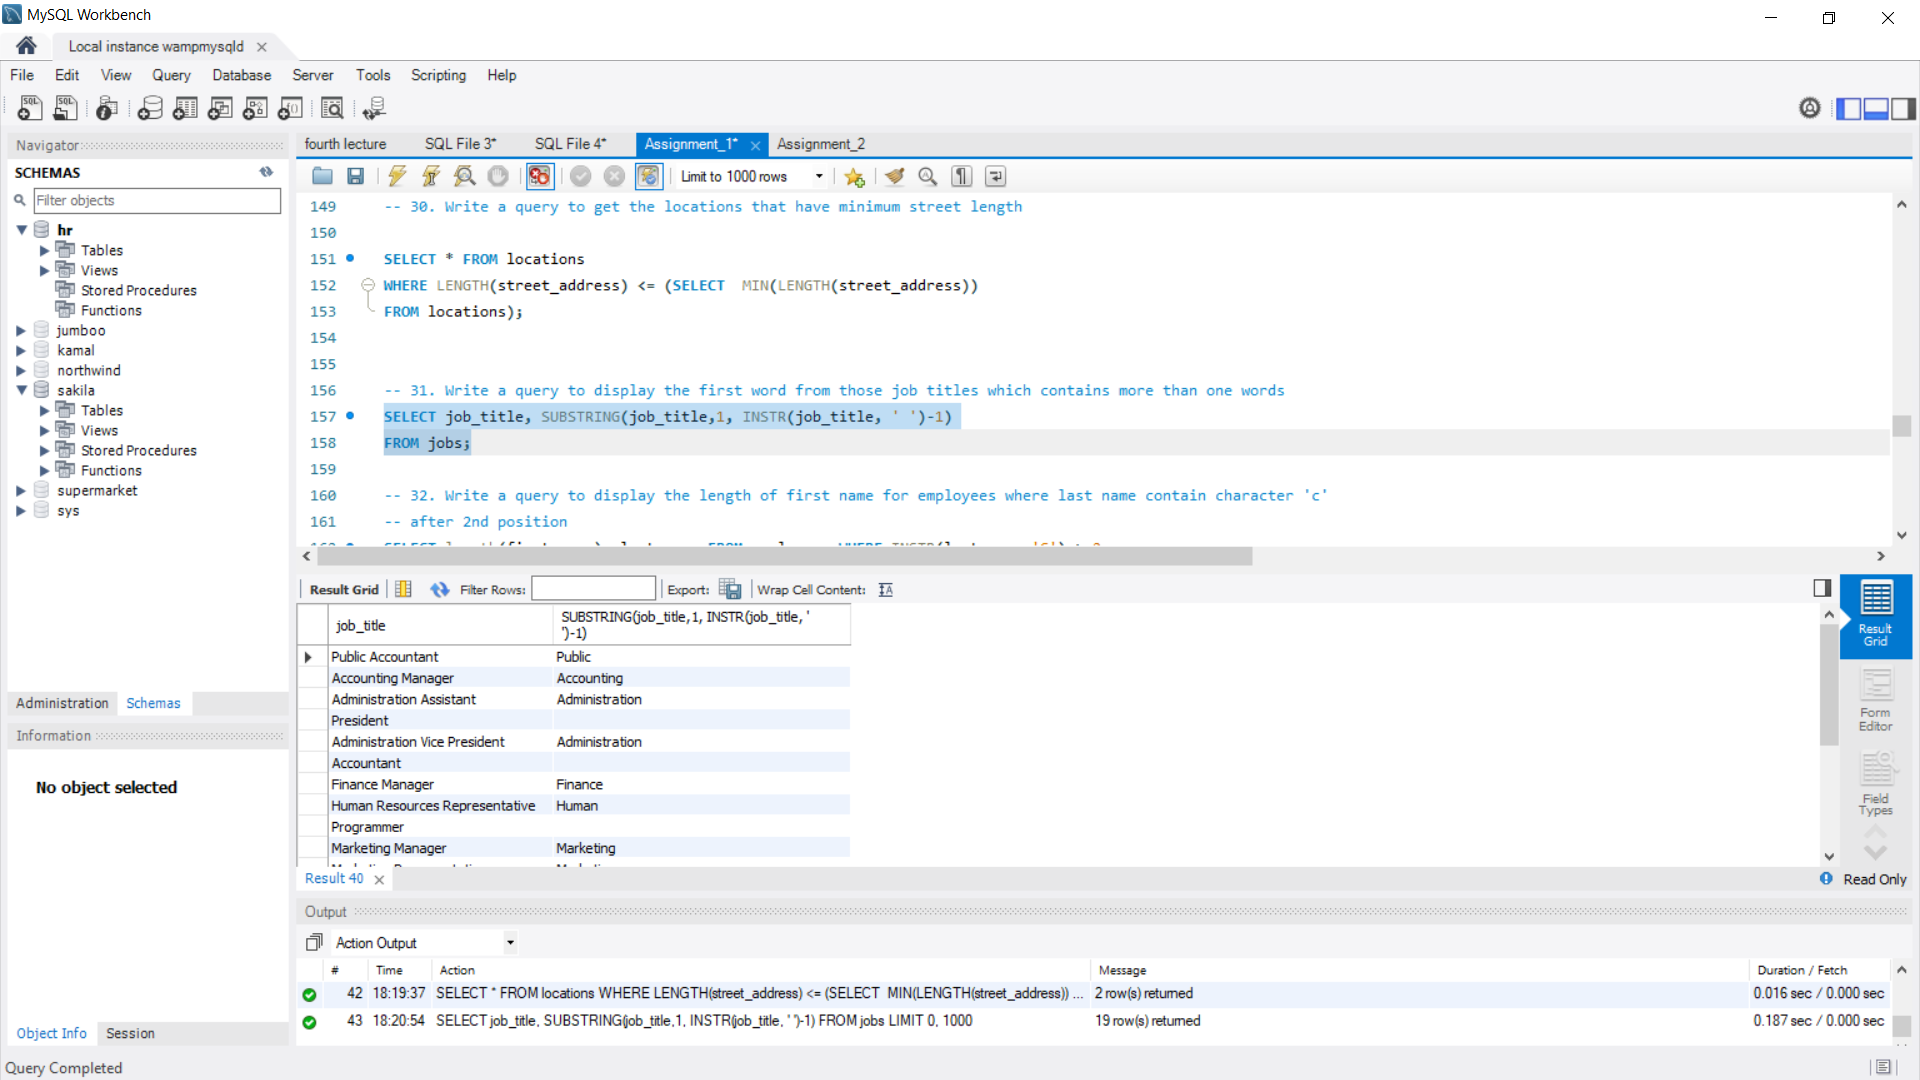 MySQL Workbench
Local instance wampmysqld
File Edit View Query Database Server Tools Scripting Help
Navigator
SCHEMAS
Filter objects
hr
Tables
Views
Stored Procedures
Functions
jumboo
kamal
northwind
sakila
Tables
Views
Stored Procedures
Functions
supermarket
sys
Administration Schemas
Information
No object selected
Object Info Session
fourth lecture SQL File 3* SQL File 4* Assignment_1* Assignment_2
Limit to 1000 rows
149 -- 30. Write a query to get the locations that have minimum street length
150
151 SELECT * FROM locations
152 WHERE LENGTH(street_address) <= (SELECT MIN(LENGTH(street_address))
153 FROM locations);
154
155
156 -- 31. Write a query to display the first word from those job titles which contains more than one words
157 SELECT job_title, SUBSTRING(job_title,1, INSTR(job_title, ' ')-1)
158 FROM jobs;
159
160 -- 32. Write a query to display the length of first name for employees where last name contain character 'c'
161 -- after 2nd position
Result Grid Filter Rows: Export: Wrap Cell Content:
job_title SUBSTRING(job_title,1, INSTR(job_title, ' ')-1)
Public Accountant Public
Accounting Manager Accounting
Administration Assistant Administration
President
Administration Vice President Administration
Accountant
Finance Manager Finance
Human Resources Representative Human
Programmer
Marketing Manager Marketing
Result Grid
Form Editor
Field Types
Result 40
Read Only
Output
Action Output
# Time Action Message Duration / Fetch
42 18:19:37 SELECT * FROM locations WHERE LENGTH(street_address) <= (SELECT MIN(LENGTH(street_address)) ... 2 row(s) returned 0.016 sec / 0.000 sec
43 18:20:54 SELECT job_title, SUBSTRING(job_title,1, INSTR(job_title, ' ')-1) FROM jobs LIMIT 0, 1000 19 row(s) returned 0.187 sec / 0.000 sec
Query Completed